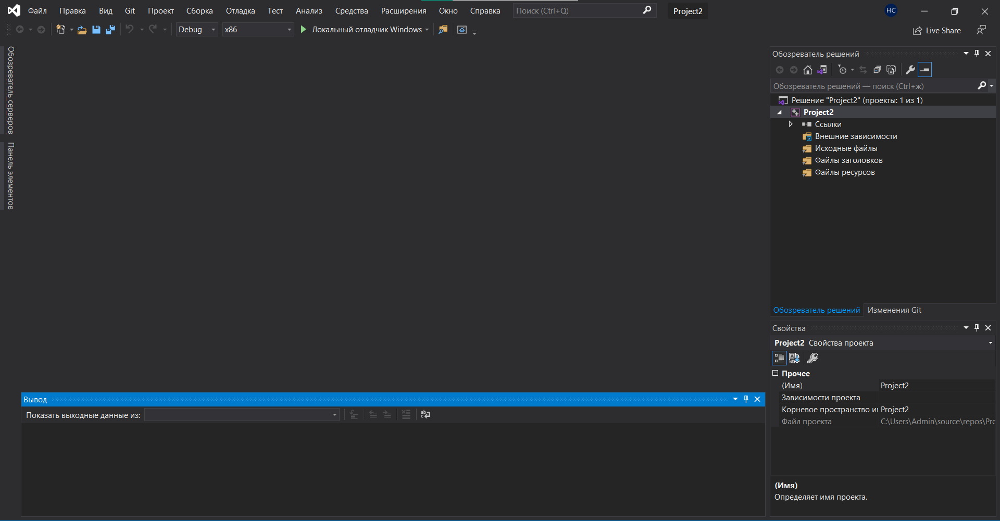 Файл Правка Вид Git Проект Сборка Отладка Тест Анализ Средства Расширения Окно Справка Поиск (Ctrl+Q) Project2 НС
Debug x86 Локальный отладчик Windows Live Share
Обозреватель серверов
Панель элементов
Обозреватель решений
Обозреватель решений — поиск (Ctrl+ж)
Решение "Project2" (проекты: 1 из 1)
Project2
Ссылки
Внешние зависимости
Исходные файлы
Файлы заголовков
Файлы ресурсов
Обозреватель решений Изменения Git
Свойства
Project2 Свойства проекта
Прочее
(Имя) Project2
Зависимости проекта
Корневое пространство им Project2
Файл проекта C:\Users\Admin\source\repos\Prc
(Имя)
Определяет имя проекта.
Вывод
Показать выходные данные из: